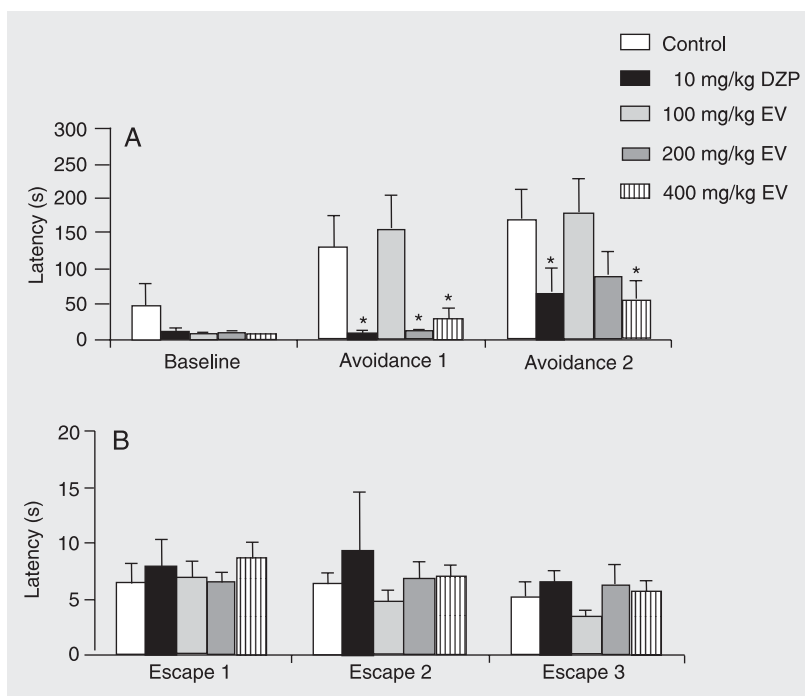 Control
10 mg/kg DZP
100 mg/kg EV
200 mg/kg EV
400 mg/kg EV
A
Latency (s)
300
250
200
150
100
50
0
* * *
* *
Baseline Avoidance 1 Avoidance 2
B
Latency (s)
20
15
10
5
0
Escape 1 Escape 2 Escape 3